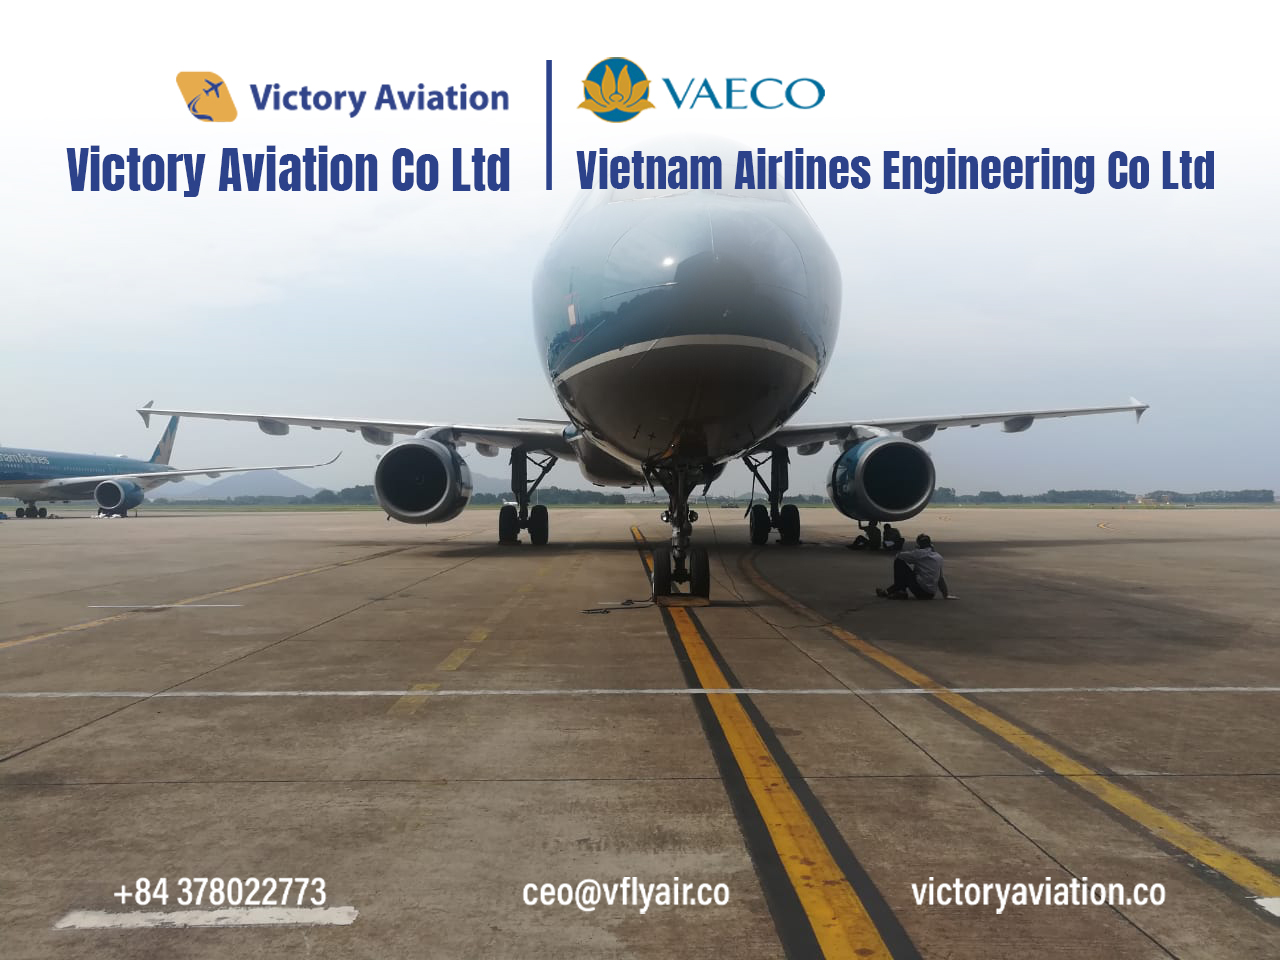 Victory Aviation
VAECO
Victory Aviation Co Ltd
Vietnam Airlines Engineering Co Ltd
+84 378022773
ceo@vflyair.co
victoryaviation.co